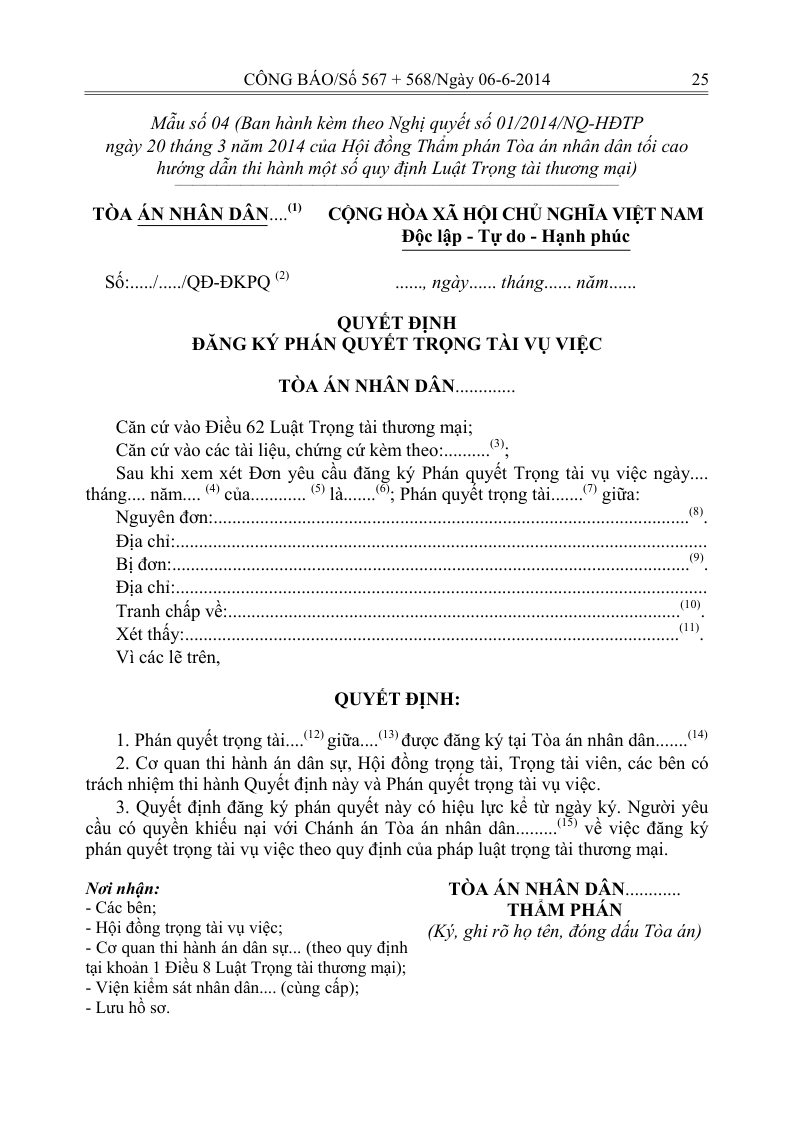 CÔNG BÁO/Số 567 + 568/Ngày 06-6-2014 25
Mẫu số 04 (Ban hành kèm theo Nghị quyết số 01/2014/NQ-HĐTP
ngày 20 tháng 3 năm 2014 của Hội đồng Thẩm phán Tòa án nhân dân tối cao
hướng dẫn thi hành một số quy định Luật Trọng tài thương mại)
TÒA ÁN NHÂN DÂN....(1) CỘNG HÒA XÃ HỘI CHỦ NGHĨA VIỆT NAM
Độc lập - Tự do - Hạnh phúc
Số:...../...../QĐ-ĐKPQ (2) ......, ngày...... tháng...... năm......
QUYẾT ĐỊNH
ĐĂNG KÝ PHÁN QUYẾT TRỌNG TÀI VỤ VIỆC
TÒA ÁN NHÂN DÂN.............
Căn cứ vào Điều 62 Luật Trọng tài thương mại;
Căn cứ vào các tài liệu, chứng cứ kèm theo:..........(3);
Sau khi xem xét Đơn yêu cầu đăng ký Phán quyết Trọng tài vụ việc ngày....
tháng.... năm.... (4) của............ (5) là.......(6); Phán quyết trọng tài.......(7) giữa:
Nguyên đơn:......................................................................................................(8).
Địa chỉ:..................................................................................................................
Bị đơn:...............................................................................................................(9).
Địa chỉ:..................................................................................................................
Tranh chấp về:.................................................................................................(10).
Xét thấy:..........................................................................................................(11).
Vì các lẽ trên,
QUYẾT ĐỊNH:
1. Phán quyết trọng tài....(12) giữa....(13) được đăng ký tại Tòa án nhân dân.......(14)
2. Cơ quan thi hành án dân sự, Hội đồng trọng tài, Trọng tài viên, các bên có
trách nhiệm thi hành Quyết định này và Phán quyết trọng tài vụ việc.
3. Quyết định đăng ký phán quyết này có hiệu lực kể từ ngày ký. Người yêu
cầu có quyền khiếu nại với Chánh án Tòa án nhân dân.........(15) về việc đăng ký
phán quyết trọng tài vụ việc theo quy định của pháp luật trọng tài thương mại.
Nơi nhận:
- Các bên;
- Hội đồng trọng tài vụ việc;
- Cơ quan thi hành án dân sự... (theo quy định
tại khoản 1 Điều 8 Luật Trọng tài thương mại);
- Viện kiểm sát nhân dân.... (cùng cấp);
- Lưu hồ sơ.
TÒA ÁN NHÂN DÂN............
THẨM PHÁN
(Ký, ghi rõ họ tên, đóng dấu Tòa án)